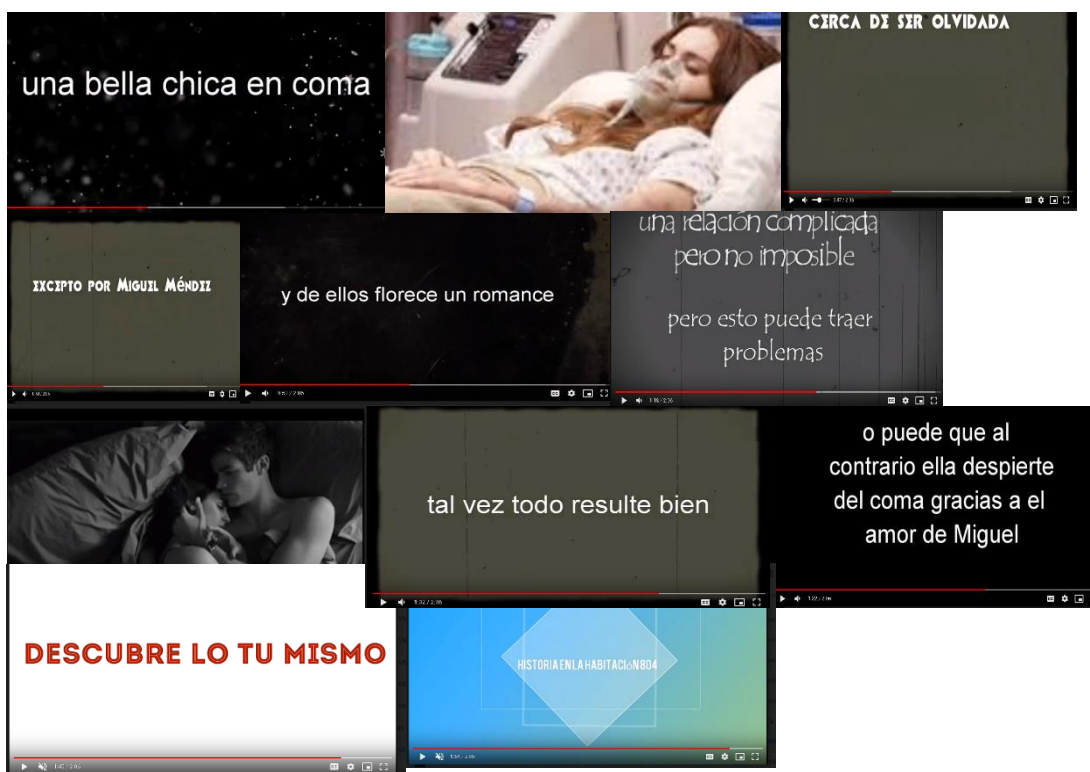 una bella chica en coma
CERCA DE SER OLVIDADA
EXCEPTO POR MIGUEL MÉNDEZ
y de ellos florece un romance
una relación complicada
pero no imposible
pero esto puede traer
problemas
tal vez todo resulte bien
o puede que al
contrario ella despierte
del coma gracias a el
amor de Miguel
DESCUBRE LO TU MISMO
HISTORIA EN LA HABITACIÓN 804